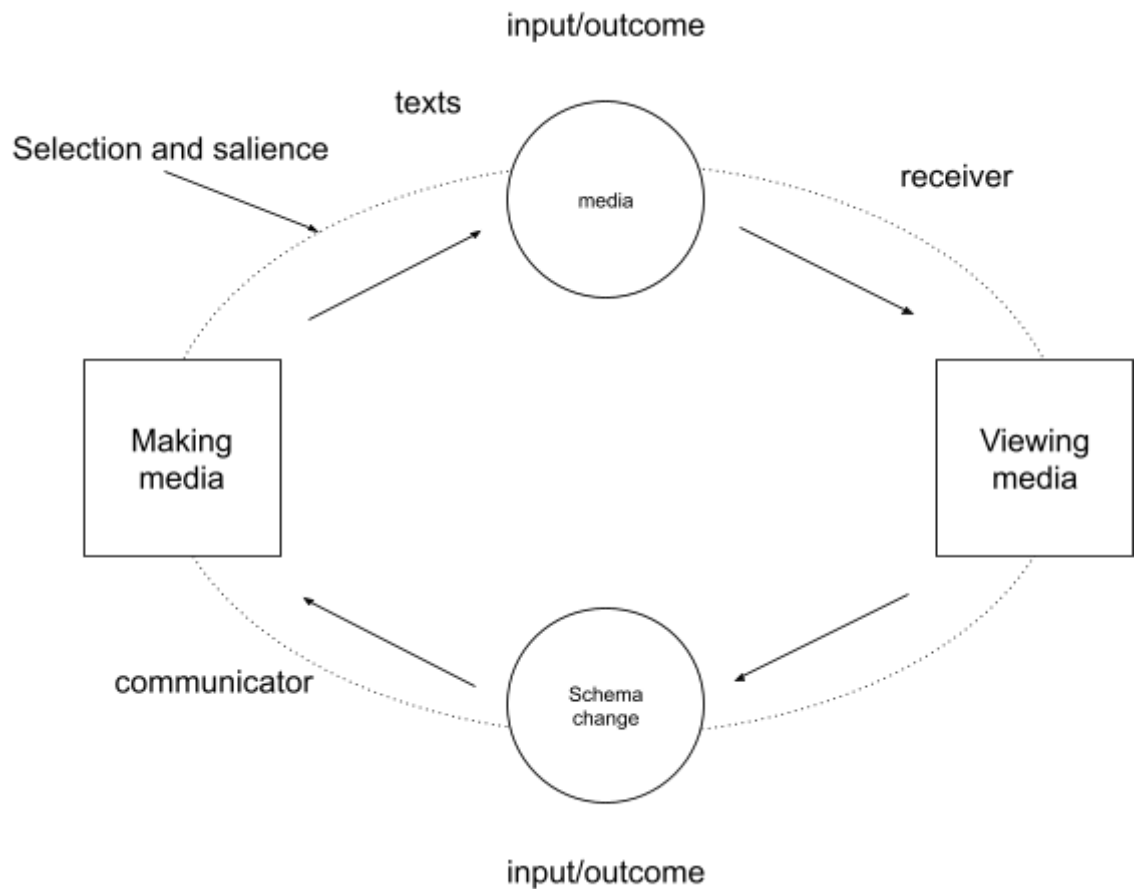 input/outcome
texts
Selection and salience
receiver
media
Making
media
Viewing
media
communicator
Schema
change
input/outcome